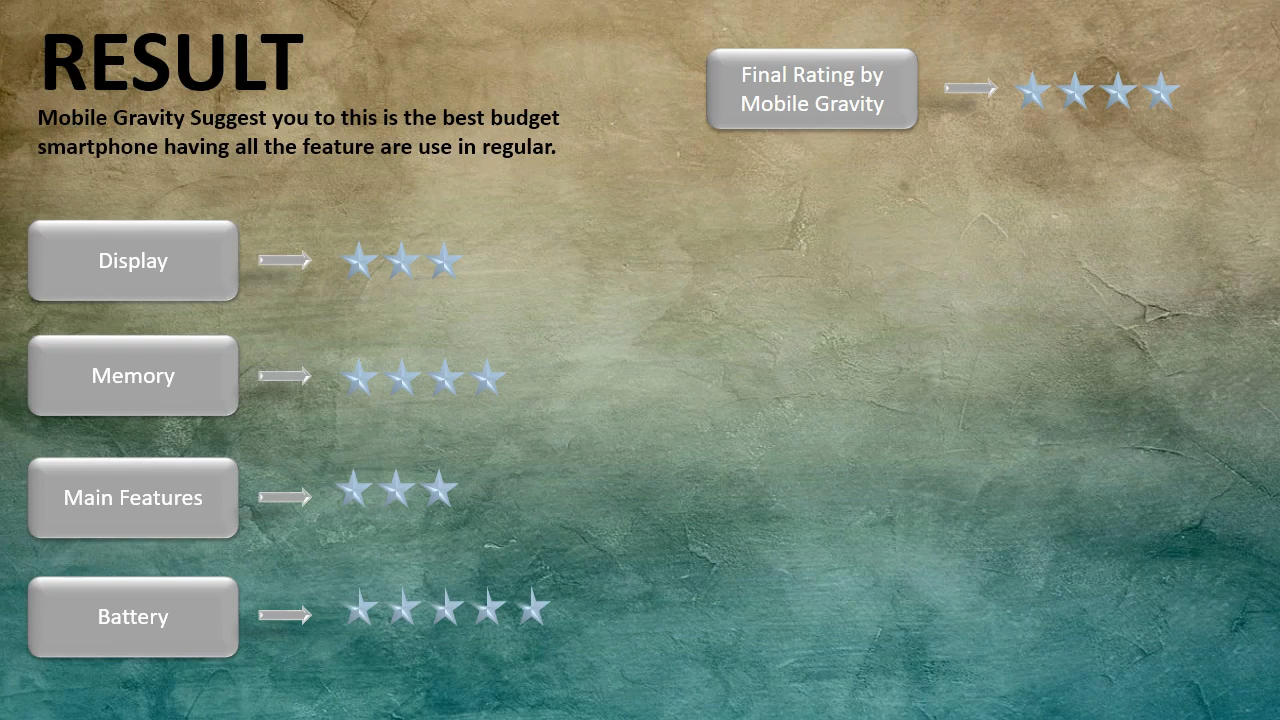 RESULT
Mobile Gravity Suggest you to this is the best budget
smartphone having all the feature are use in regular.
Final Rating by
Mobile Gravity
Display
Memory
Main Features
Battery